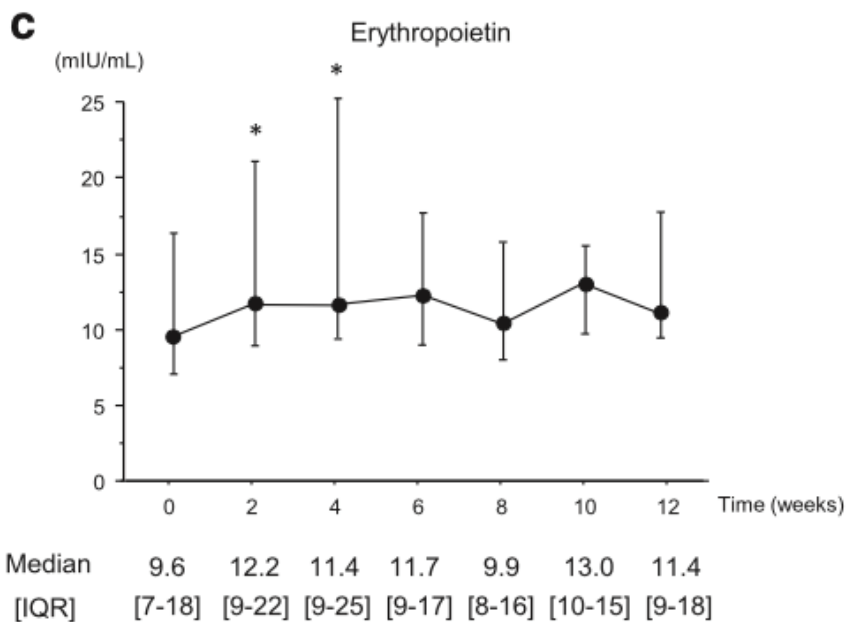 c
Erythropoietin
(mIU/mL)
*
*
25
20
15
10
5
0
0 2 4 6 8 10 12 Time (weeks)
Median 9.6 12.2 11.4 11.7 9.9 13.0 11.4
[IQR] [7-18] [9-22] [9-25] [9-17] [8-16] [10-15] [9-18]